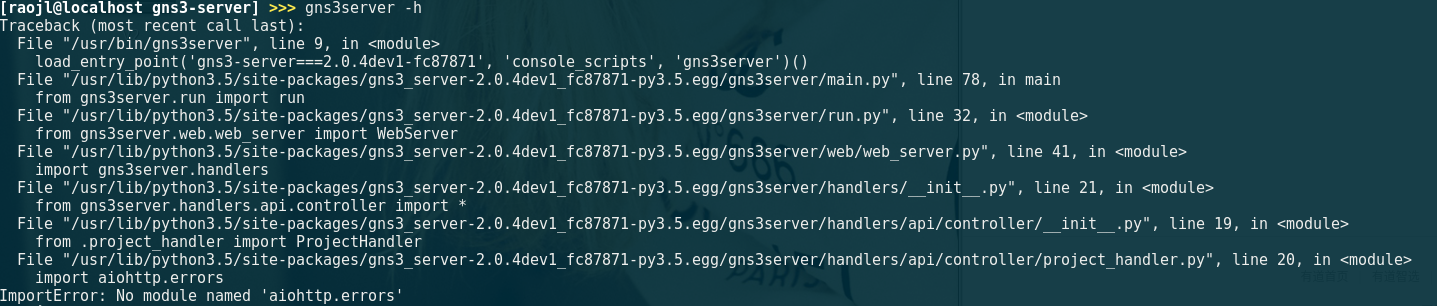 [raojl@localhost gns3-server] >>> gns3server -h
Traceback (most recent call last):
  File "/usr/bin/gns3server", line 9, in <module>
    load_entry_point('gns3-server===2.0.4dev1-fc87871', 'console_scripts', 'gns3server')()
  File "/usr/lib/python3.5/site-packages/gns3_server-2.0.4dev1_fc87871-py3.5.egg/gns3server/main.py", line 78, in main
    from gns3server.run import run
  File "/usr/lib/python3.5/site-packages/gns3_server-2.0.4dev1_fc87871-py3.5.egg/gns3server/run.py", line 32, in <module>
    from gns3server.web.web_server import WebServer
  File "/usr/lib/python3.5/site-packages/gns3_server-2.0.4dev1_fc87871-py3.5.egg/gns3server/web/web_server.py", line 41, in <module>
    import gns3server.handlers
  File "/usr/lib/python3.5/site-packages/gns3_server-2.0.4dev1_fc87871-py3.5.egg/gns3server/handlers/__init__.py", line 21, in <module>
    from gns3server.handlers.api.controller import *
  File "/usr/lib/python3.5/site-packages/gns3_server-2.0.4dev1_fc87871-py3.5.egg/gns3server/handlers/api/controller/__init__.py", line 19, in <module>
    from .project_handler import ProjectHandler
  File "/usr/lib/python3.5/site-packages/gns3_server-2.0.4dev1_fc87871-py3.5.egg/gns3server/handlers/api/controller/project_handler.py", line 20, in <module>
    import aiohttp.errors
ImportError: No module named 'aiohttp.errors'
PARIS